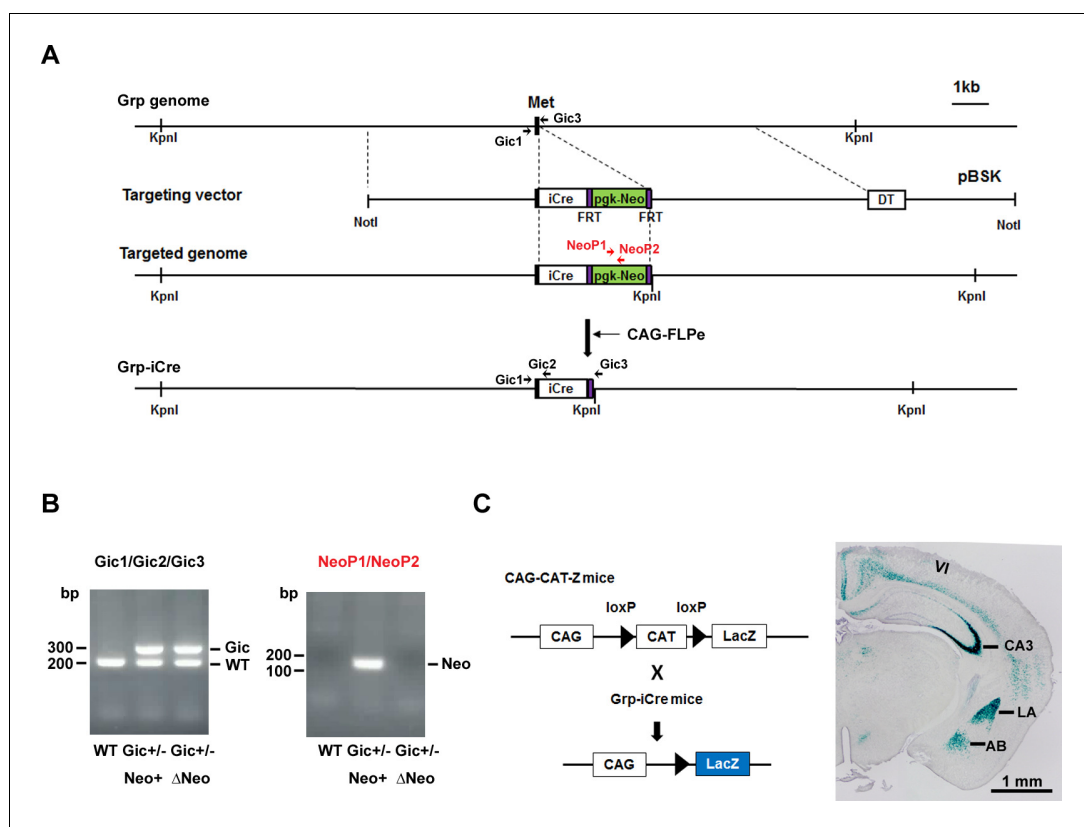 A
1kb
Grp genome
Met
KpnI
Gic1
Gic3
KpnI
Targeting vector
pBSK
iCre
pgk-Neo
DT
NotI
FRT
FRT
NotI
NeoP1
NeoP2
Targeted genome
iCre
pgk-Neo
KpnI
KpnI
KpnI
CAG-FLPe
Grp-iCre
Gic1
Gic2
Gic3
iCre
KpnI
KpnI
KpnI
B
Gic1/Gic2/Gic3
bp
300
200
Gic
WT
WT Gic+/- Gic+/-
Neo+ ΔNeo
NeoP1/NeoP2
bp
200
100
Neo
WT Gic+/- Gic+/-
Neo+ ΔNeo
C
CAG-CAT-Z mice
loxP loxP
CAG CAT LacZ
X
Grp-iCre mice
CAG LacZ
VI
CA3
LA
AB
1 mm